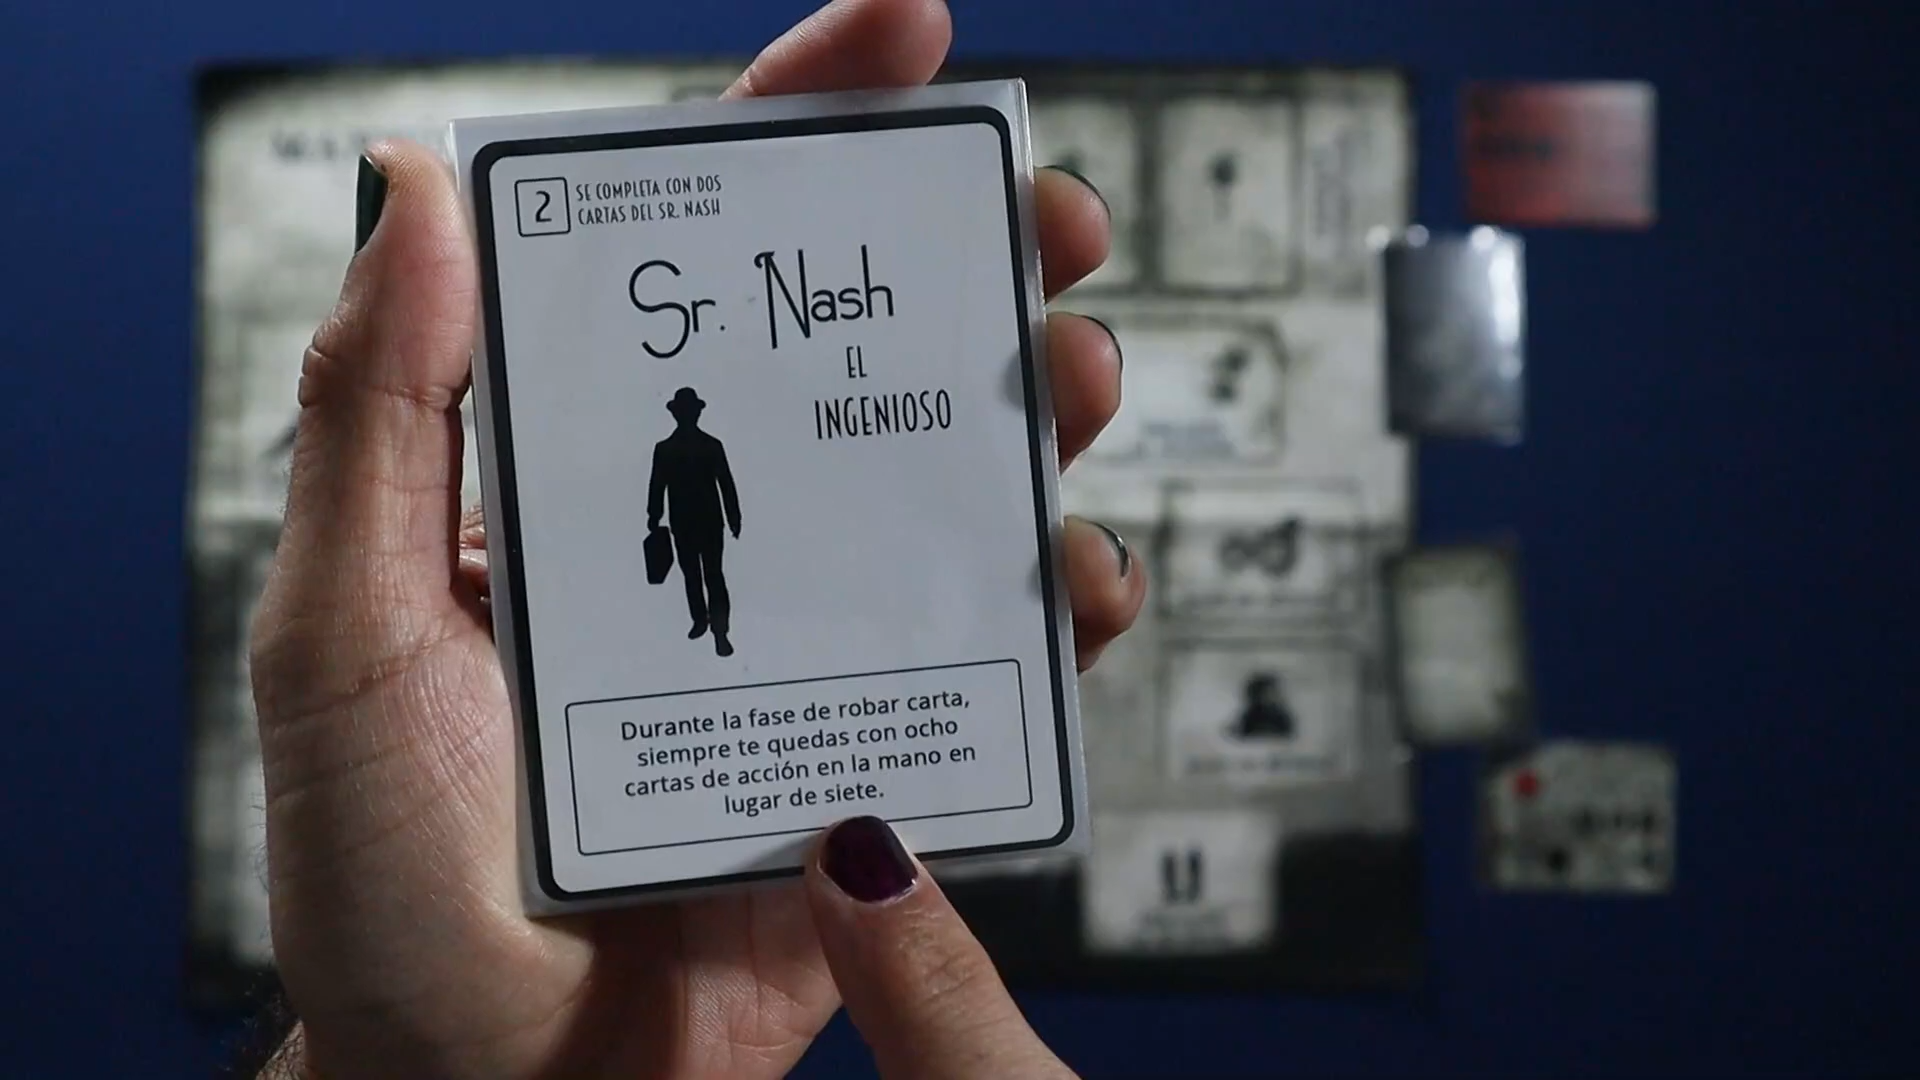 2
SE COMPLETA CON DOS
CARTAS DEL SR. NASH
Sr. Nash
EL
INGENIOSO
Durante la fase de robar carta,
siempre te quedas con ocho
cartas de acción en la mano en
lugar de siete.